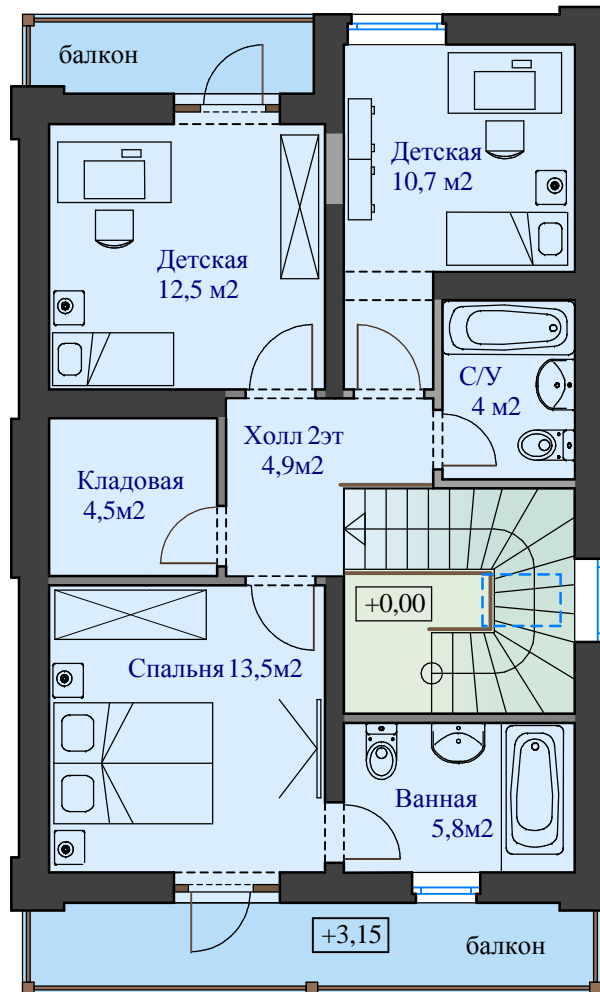 балкон
Детская
10,7 м2
Детская
12,5 м2
С/У
4 м2
Холл 2эт
4,9м2
Кладовая
4,5м2
+0,00
Спальня 13,5м2
Ванная
5,8м2
+3,15
балкон